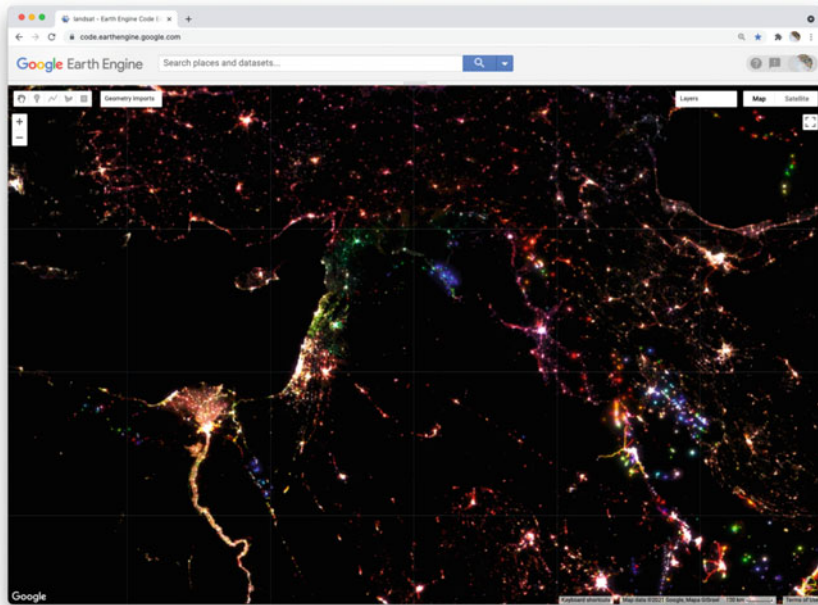 landsat - Earth Engine Code
code.earthengine.google.com
Google Earth Engine
Search places and datasets...
Geometry Imports
Layers
Map
Satellite
Google
Keyboard shortcuts
Map data ©2021 Google, Mapa GISrael
Terms of Use